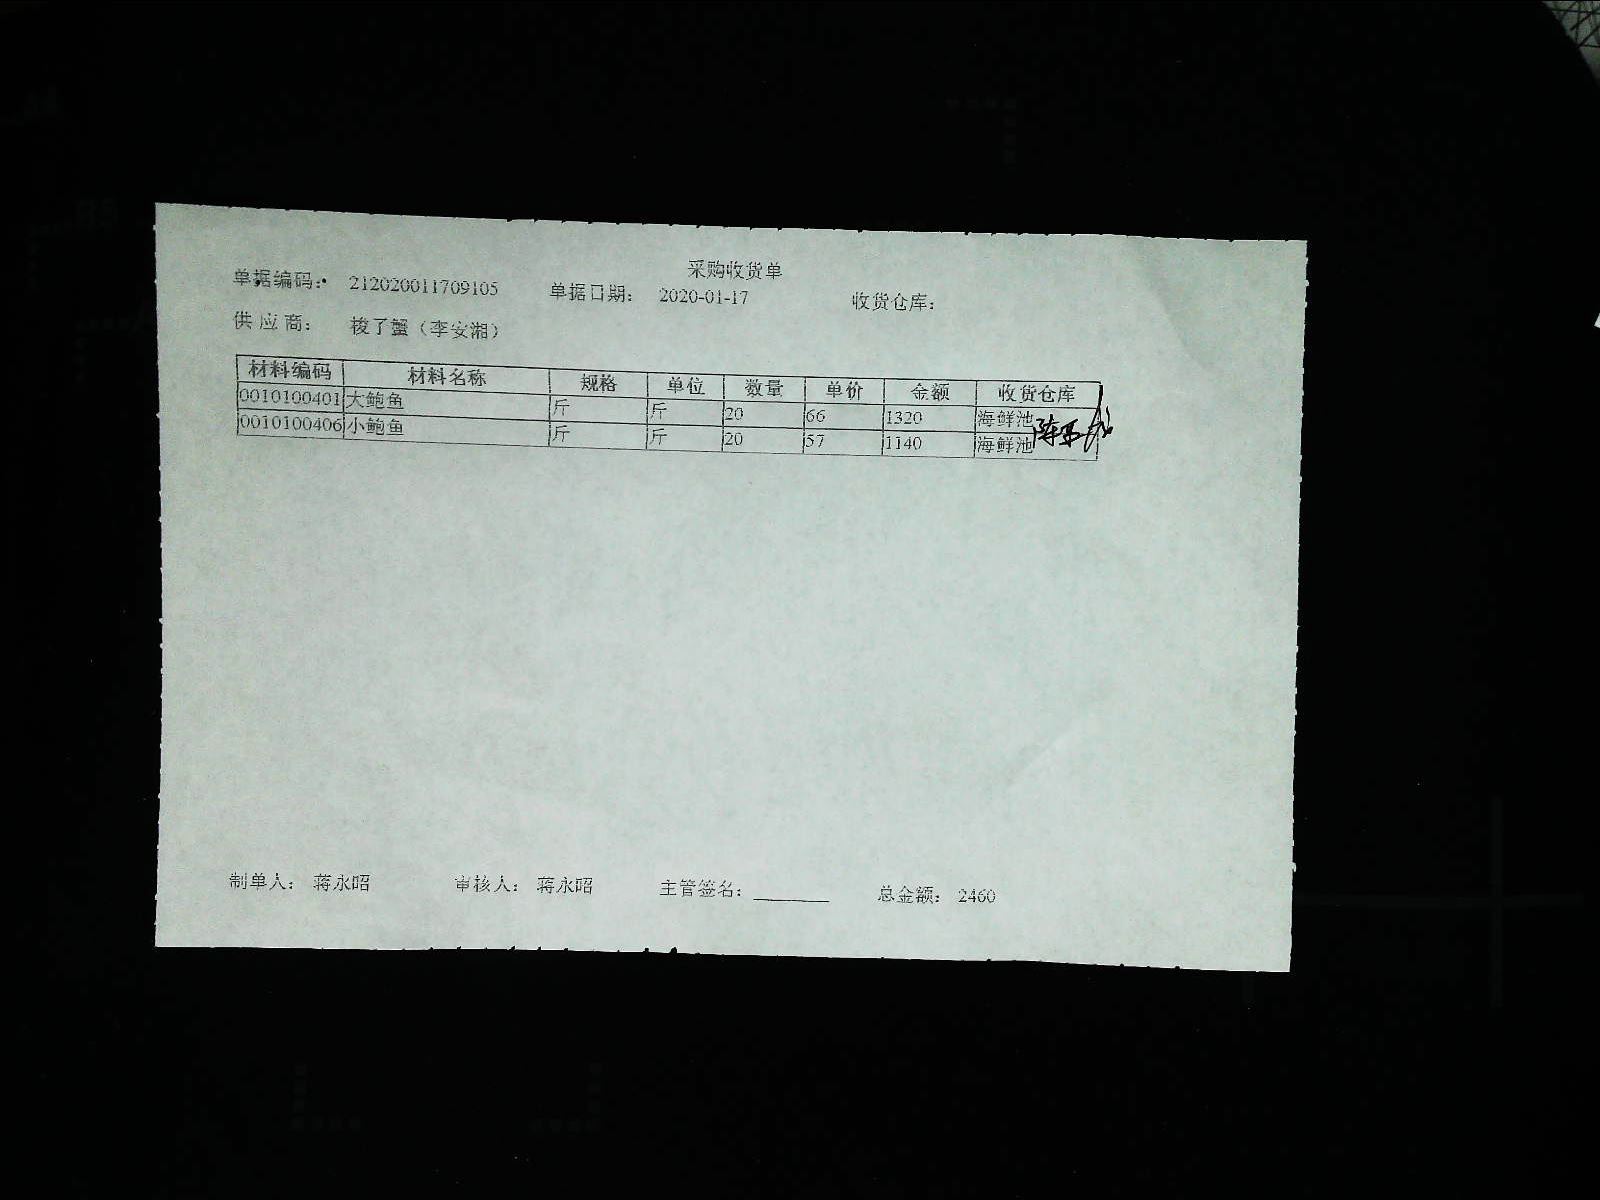 采购收货单
单据编码： 212020011709105 单据日期： 2020-01-17 收货仓库：
供应商： 梭了蟹（李安湘）
材料编码 材料名称 规格 单位 数量 单价 金额 收货仓库
0010100401 大鲍鱼 斤 斤 20 66 1320 海鲜池
0010100406 小鲍鱼 斤 斤 20 57 1140 海鲜池
制单人： 蒋永昭 审核人： 蒋永昭 主管签名： 总金额： 2460